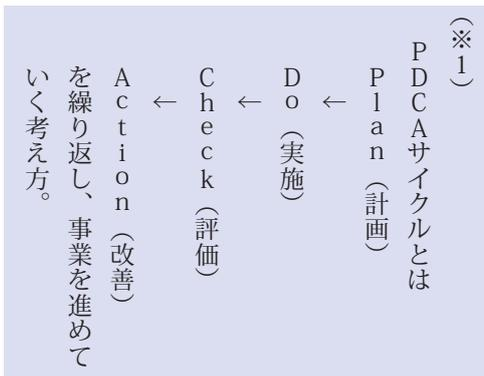 （※1）
PDCAサイクルとは
Plan（計画）
←
Do（実施）
←
Check（評価）
←
Action（改善）
を繰り返し、事業を進めて
いく考え方。